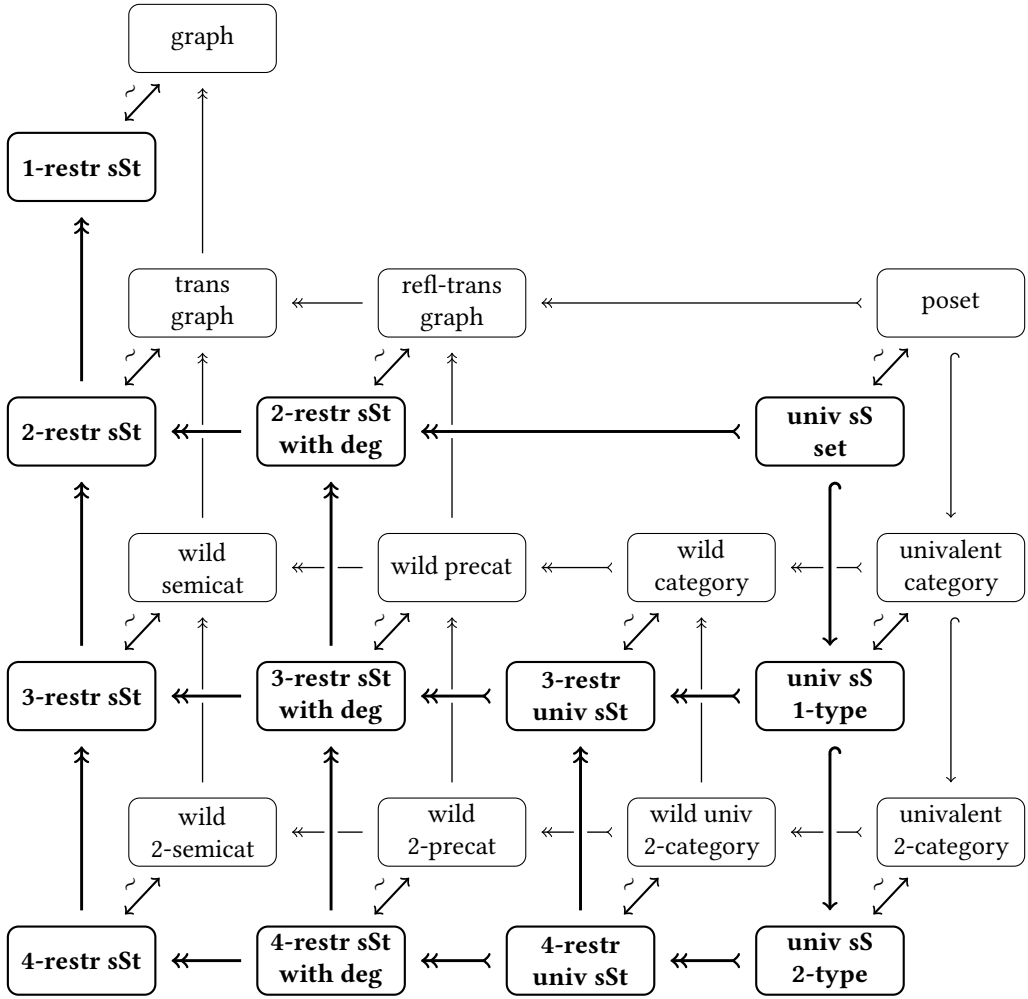 graph
1-restr sSt
trans
graph
refl-trans
graph
poset
2-restr sSt
2-restr sSt
with deg
univ sS
set
wild
semicat
wild precat
wild
category
univalent
category
3-restr sSt
3-restr sSt
with deg
3-restr
univ sSt
univ sS
1-type
wild
2-semicat
wild
2-precat
wild univ
2-category
univalent
2-category
4-restr sSt
4-restr sSt
with deg
4-restr
univ sSt
univ sS
2-type